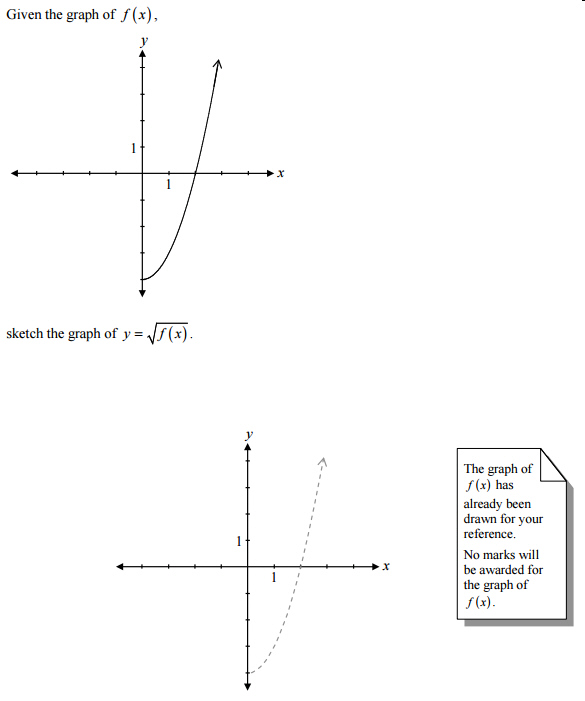 Given the graph of f(x),
y
1
x
1
sketch the graph of y = √f(x).
y
1
x
1
The graph of
f(x) has
already been
drawn for your
reference.
No marks will
be awarded for
the graph of
f(x).